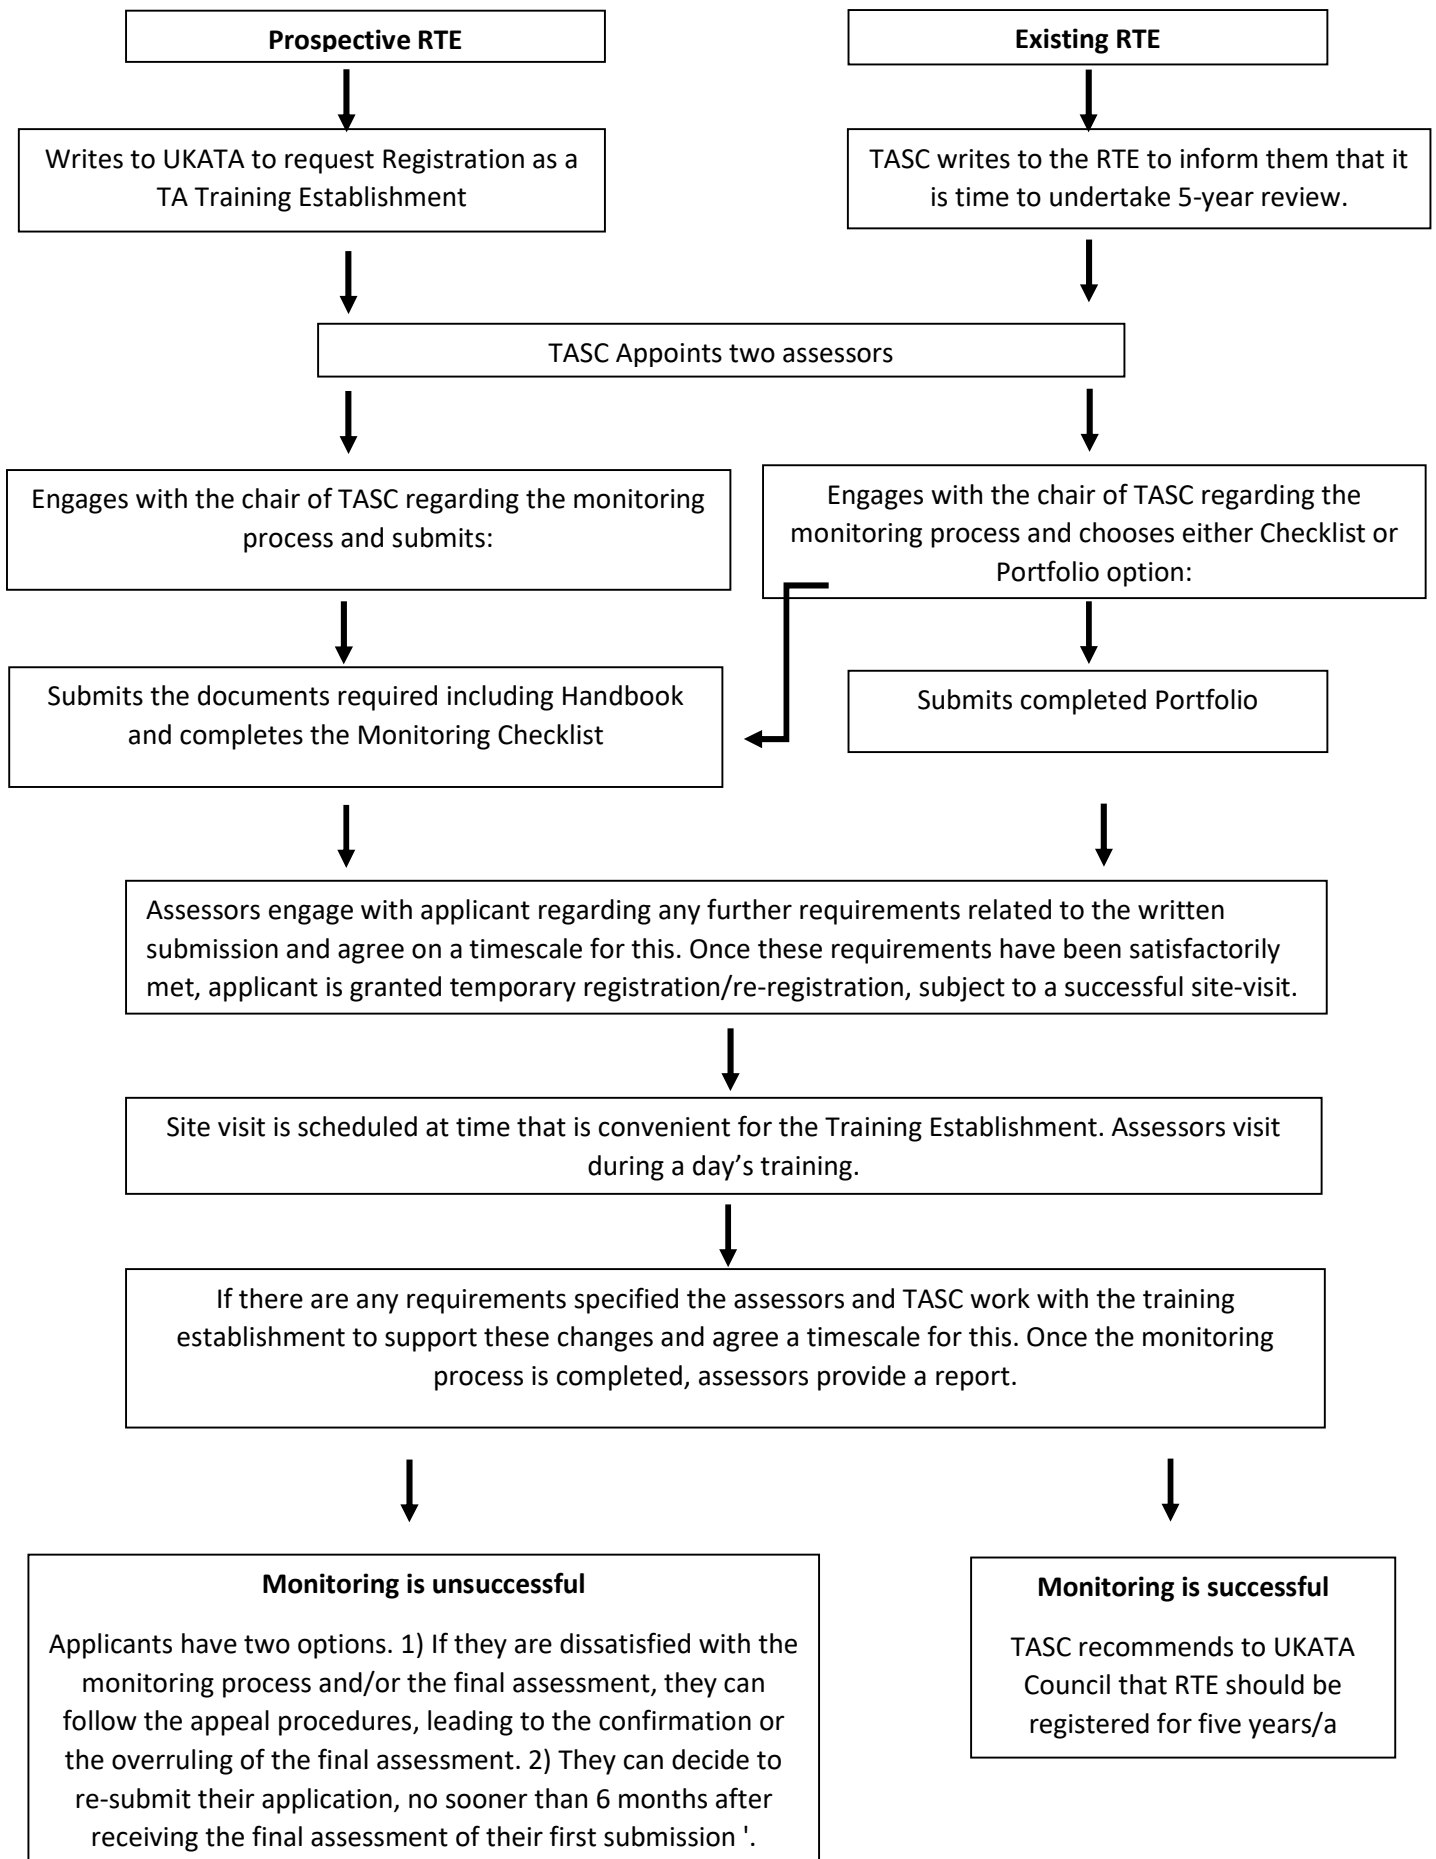 Prospective RTE
Existing RTE
Writes to UKATA to request Registration as a
TA Training Establishment
TASC writes to the RTE to inform them that it
is time to undertake 5-year review.
TASC Appoints two assessors
Engages with the chair of TASC regarding the monitoring
process and submits:
Engages with the chair of TASC regarding the
monitoring process and chooses either Checklist or
Portfolio option:
Submits the documents required including Handbook
and completes the Monitoring Checklist
Submits completed Portfolio
Assessors engage with applicant regarding any further requirements related to the written
submission and agree on a timescale for this. Once these requirements have been satisfactorily
met, applicant is granted temporary registration/re-registration, subject to a successful site-visit.
Site visit is scheduled at time that is convenient for the Training Establishment. Assessors visit
during a day’s training.
If there are any requirements specified the assessors and TASC work with the training
establishment to support these changes and agree a timescale for this. Once the monitoring
process is completed, assessors provide a report.
Monitoring is unsuccessful
Applicants have two options. 1) If they are dissatisfied with the
monitoring process and/or the final assessment, they can
follow the appeal procedures, leading to the confirmation or
the overruling of the final assessment. 2) They can decide to
re-submit their application, no sooner than 6 months after
receiving the final assessment of their first submission '.
Monitoring is successful
TASC recommends to UKATA
Council that RTE should be
registered for five years/a